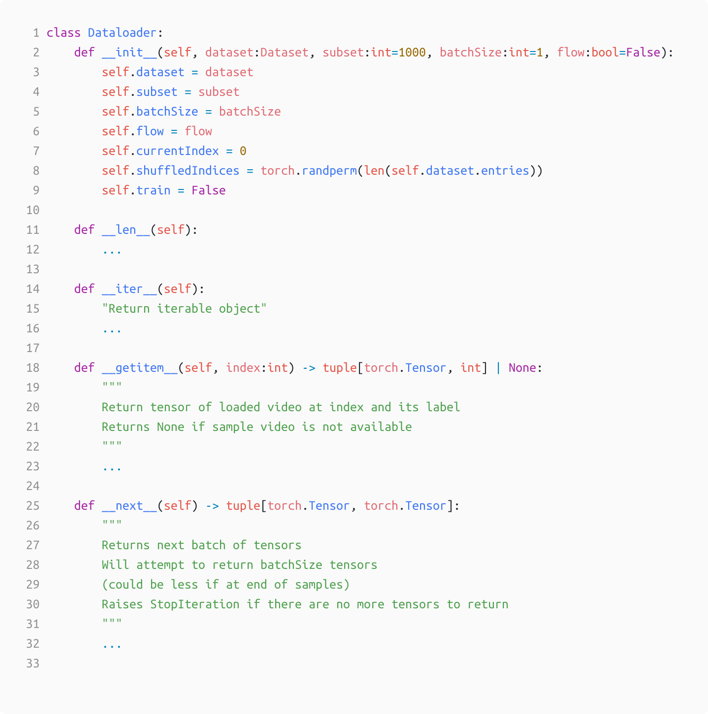 1 class Dataloader:
2     def __init__(self, dataset:Dataset, subset:int=1000, batchSize:int=1, flow:bool=False):
3         self.dataset = dataset
4         self.subset = subset
5         self.batchSize = batchSize
6         self.flow = flow
7         self.currentIndex = 0
8         self.shuffledIndices = torch.randperm(len(self.dataset.entries))
9         self.train = False
10
11     def __len__(self):
12         ...
13
14     def __iter__(self):
15         "Return iterable object"
16         ...
17
18     def __getitem__(self, index:int) -> tuple[torch.Tensor, int] | None:
19         """
20         Return tensor of loaded video at index and its label
21         Returns None if sample video is not available
22         """
23         ...
24
25     def __next__(self) -> tuple[torch.Tensor, torch.Tensor]:
26         """
27         Returns next batch of tensors
28         Will attempt to return batchSize tensors
29         (could be less if at end of samples)
30         Raises StopIteration if there are no more tensors to return
31         """
32         ...
33